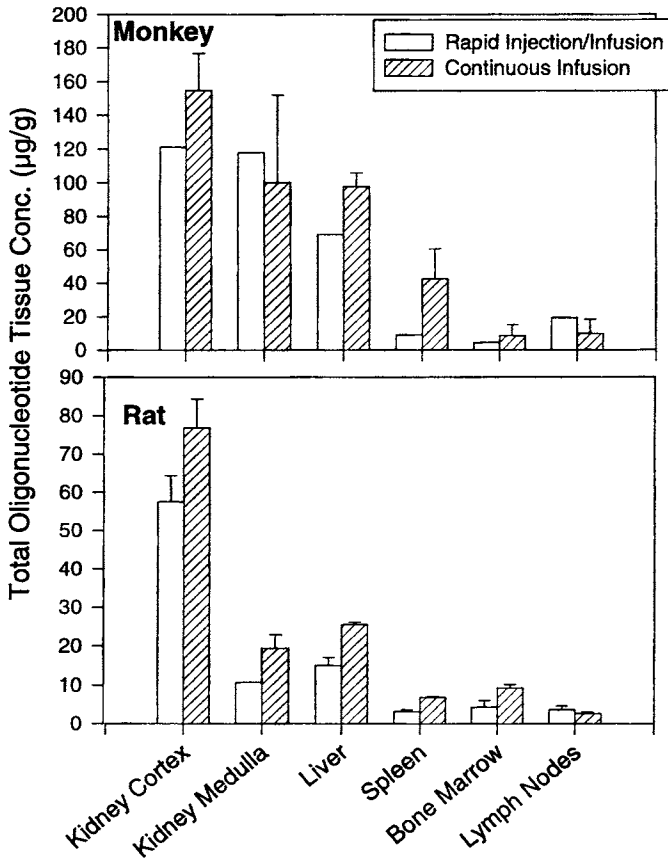 Total Oligonucleotide Tissue Conc. (µg/g)
Monkey
Rapid Injection/Infusion
Continuous Infusion
200
180
160
140
120
100
80
60
40
20
0
Rat
90
80
70
60
50
40
30
20
10
0
Kidney Cortex
Kidney Medulla
Liver
Spleen
Bone Marrow
Lymph Nodes